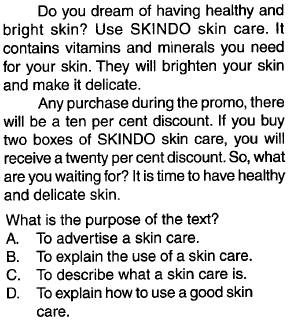 Do you dream of having healthy and
bright skin? Use SKINDO skin care. It
contains vitamins and minerals you need
for your skin. They will brighten your skin
and make it delicate.
Any purchase during the promo, there
will be a ten per cent discount. If you buy
two boxes of SKINDO skin care, you will
receive a twenty per cent discount. So, what
are you waiting for? It is time to have healthy
and delicate skin.
What is the purpose of the text?
A. To advertise a skin care.
B. To explain the use of a skin care.
C. To describe what a skin care is.
D. To explain how to use a good skin
care.